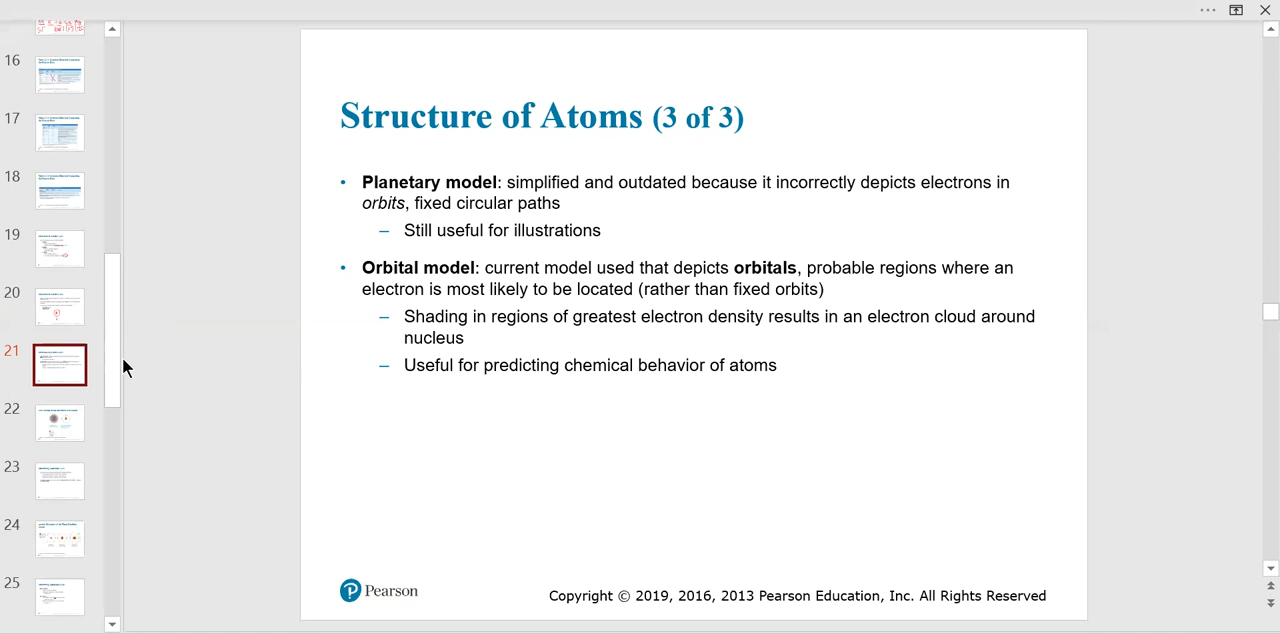 16
17
18
19
20
21
22
23
24
25
Structure of Atoms (3 of 3)
• Planetary model: simplified and outdated because it incorrectly depicts electrons in
orbits, fixed circular paths
– Still useful for illustrations
• Orbital model: current model used that depicts orbitals, probable regions where an
electron is most likely to be located (rather than fixed orbits)
– Shading in regions of greatest electron density results in an electron cloud around
nucleus
– Useful for predicting chemical behavior of atoms
P Pearson
Copyright © 2019, 2016, 2013 Pearson Education, Inc. All Rights Reserved